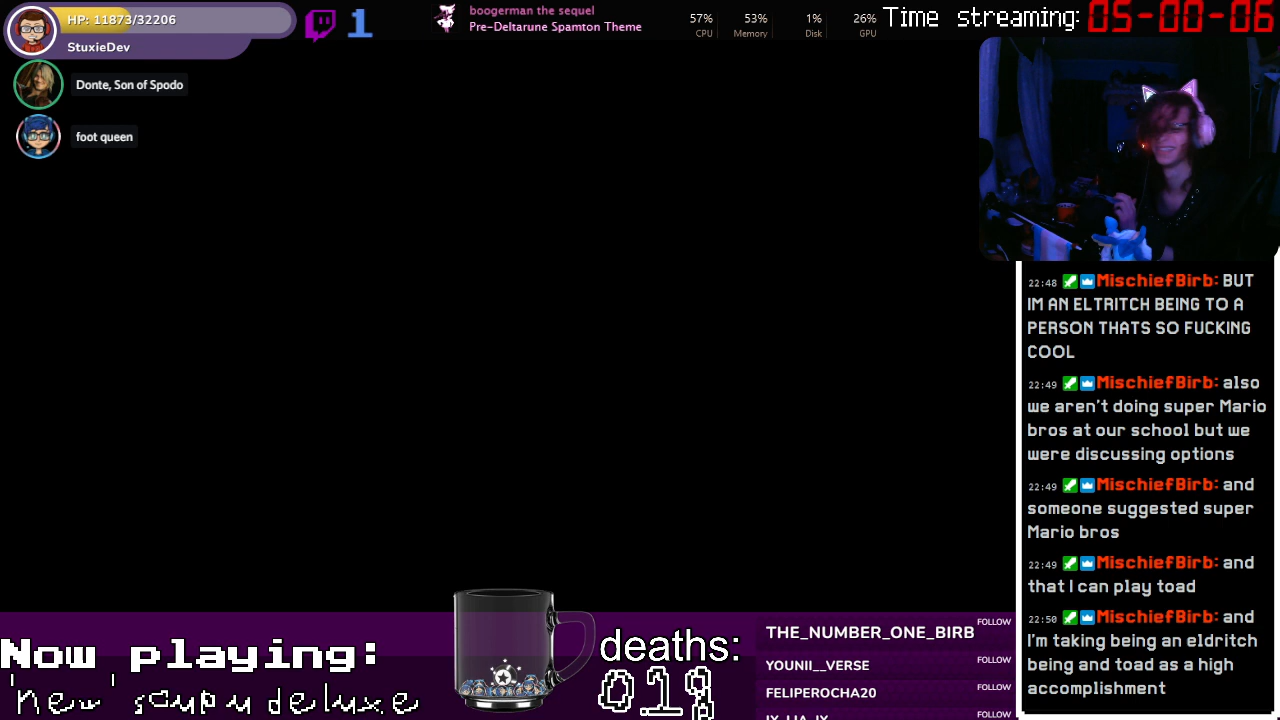 HP: 11873/32206
StuxieDev
1
boogerman the sequel
Pre-Deltarune Spamton Theme
57%
CPU
53%
Memory
1%
Disk
26%
GPU
Time streaming: 05-00-06
Donte, Son of Spodo
foot queen
22:48 MischiefBirb: BUT
IM AN ELTRITCH BEING TO A
PERSON THATS SO FUCKING
COOL
22:49 MischiefBirb: also
we aren't doing super Mario
bros at our school but we
were discussing options
22:49 MischiefBirb: and
someone suggested super
Mario bros
22:49 MischiefBirb: and
that I can play toad
22:50 MischiefBirb: and
I'm taking being an eldritch
being and toad as a high
accomplishment
Now playing:
'new' soup u deluxe
deaths:
THE_NUMBER_ONE_BIRB FOLLOW
YOUNII__VERSE FOLLOW
FELIPEROCHA20 FOLLOW
FOLLOW